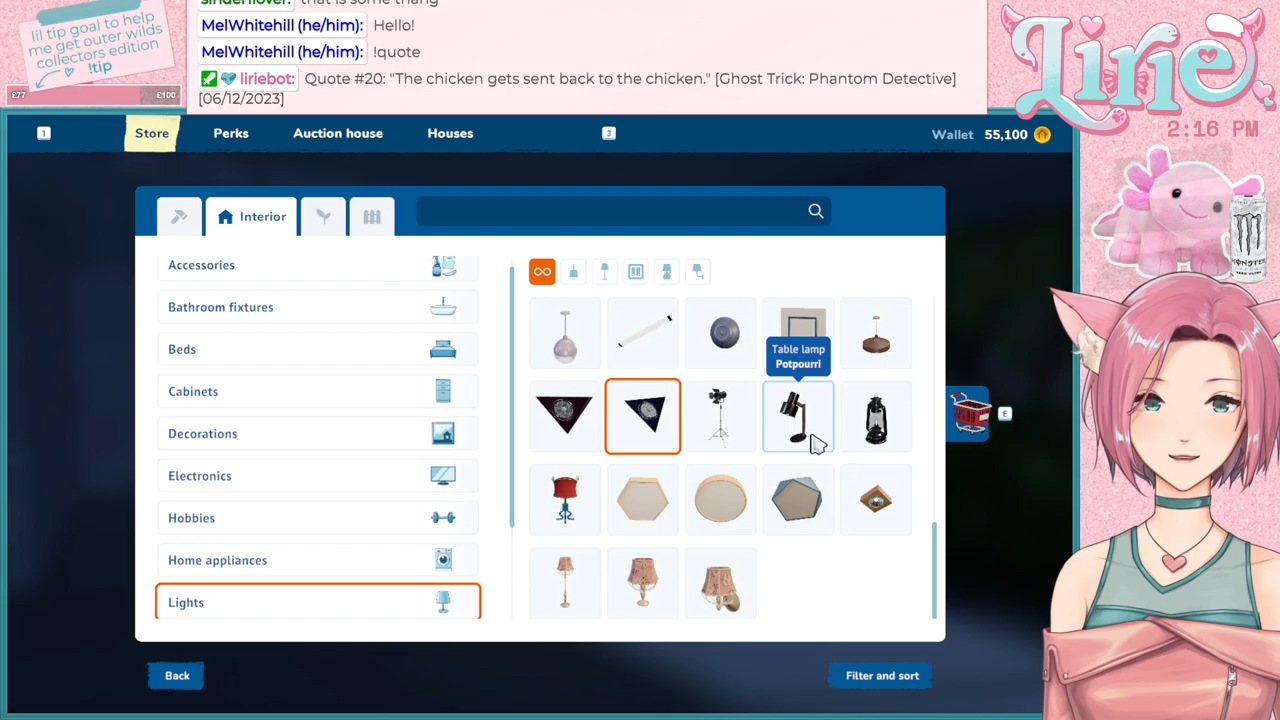 lil tip goal to help
me get outer wilds
collectors edition
!tip
£77 £100
that is some thang
MelWhitehill (he/him): Hello!
MelWhitehill (he/him): !quote
liriebot: Quote #20: "The chicken gets sent back to the chicken." [Ghost Trick: Phantom Detective]
[06/12/2023]
Lirie
2:16 PM
1 Store Perks Auction house Houses 3 Wallet 55,100
Interior
Accessories
Bathroom fixtures
Beds
Cabinets
Decorations
Electronics
Hobbies
Home appliances
Lights
Table lamp
Potpourri
E
Back
Filter and sort
MONSTER